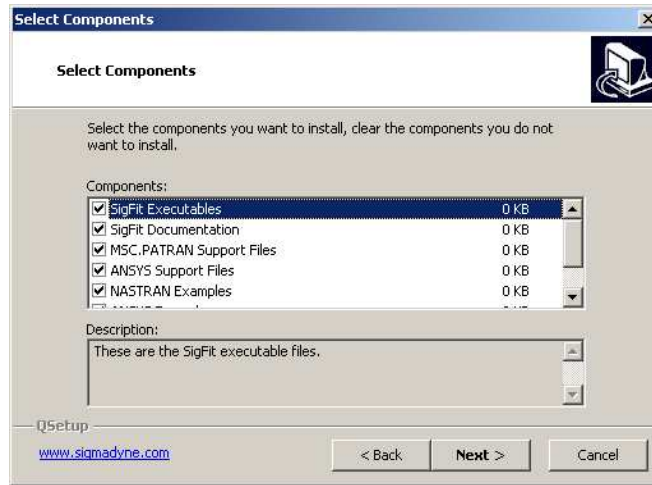 Select Components
Select Components
Select the components you want to install, clear the components you do not
want to install.
Components:
SigFit Executables 0 KB
SigFit Documentation 0 KB
MSC.PATRAN Support Files 0 KB
ANSYS Support Files 0 KB
NASTRAN Examples 0 KB
Description:
These are the SigFit executable files.
QSetup
www.sigmadyne.com
< Back Next > Cancel